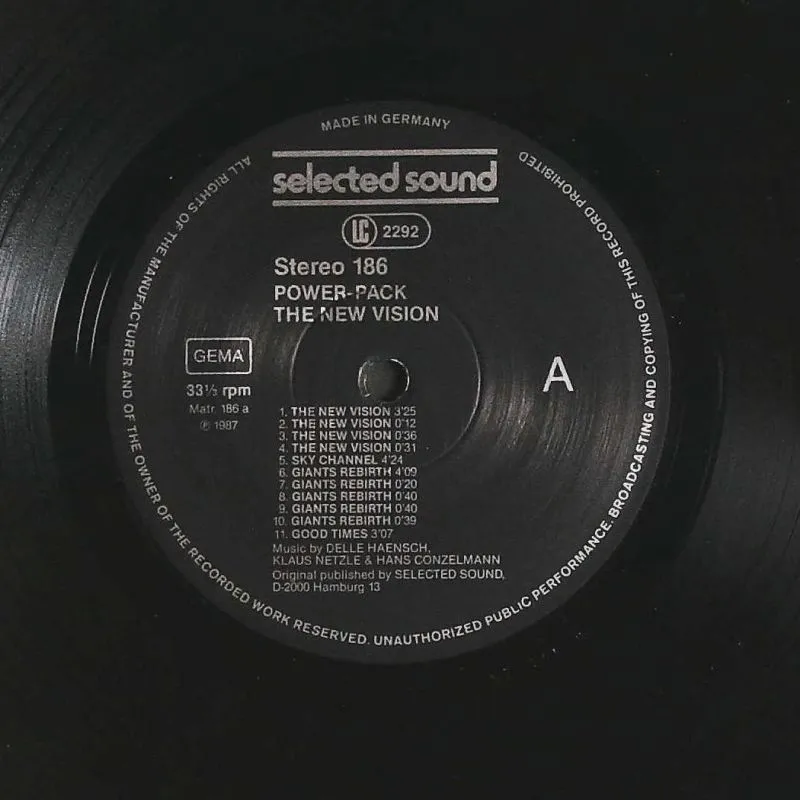 MADE IN GERMANY
selected sound
LC 2292
Stereo 186
POWER-PACK
THE NEW VISION
GEMA
33⅓ rpm
Matr. 186 a
℗ 1987
A
1. THE NEW VISION 3'25
2. THE NEW VISION 0'12
3. THE NEW VISION 0'36
4. THE NEW VISION 0'31
5. SKY CHANNEL 4'24
6. GIANTS REBIRTH 4'09
7. GIANTS REBIRTH 0'20
8. GIANTS REBIRTH 0'40
9. GIANTS REBIRTH 0'40
10. GIANTS REBIRTH 0'39
11. GOOD TIMES 3'07
Music by DELLE HAENSCH,
KLAUS NETZLE & HANS CONZELMANN
Original published by SELECTED SOUND,
D-2000 Hamburg 13
ALL RIGHTS OF THE MANUFACTURER AND OF THE OWNER OF THE RECORDED WORK RESERVED. UNAUTHORIZED PUBLIC PERFORMANCE. BROADCASTING AND COPYING OF THIS RECORD PROHIBITED